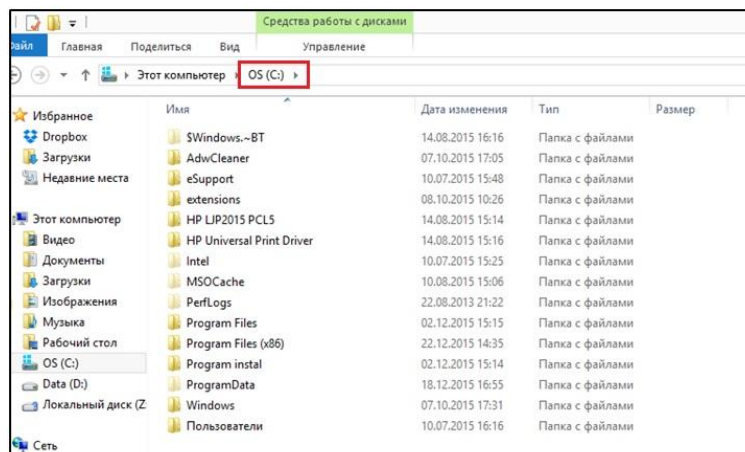 Средства работы с дисками
Файл Главная Поделиться Вид Управление
Этот компьютер OS (C:)
Имя Дата изменения Тип Размер
Избранное
Dropbox
Загрузки
Недавние места
Этот компьютер
Видео
Документы
Загрузки
Изображения
Музыка
Рабочий стол
OS (C:)
Data (D:)
Локальный диск (Z
Сеть
$Windows.~BT 14.08.2015 16:16 Папка с файлами
AdwCleaner 07.10.2015 17:05 Папка с файлами
eSupport 10.07.2015 15:48 Папка с файлами
extensions 08.10.2015 10:26 Папка с файлами
HP LJP2015 PCL5 14.08.2015 15:14 Папка с файлами
HP Universal Print Driver 14.08.2015 15:16 Папка с файлами
Intel 10.07.2015 15:25 Папка с файлами
MSOCache 10.08.2015 15:06 Папка с файлами
PerfLogs 22.08.2013 21:22 Папка с файлами
Program Files 02.12.2015 15:15 Папка с файлами
Program Files (x86) 22.12.2015 14:35 Папка с файлами
Program instal 02.12.2015 15:14 Папка с файлами
ProgramData 18.12.2015 16:55 Папка с файлами
Windows 07.10.2015 17:31 Папка с файлами
Пользователи 10.07.2015 16:16 Папка с файлами